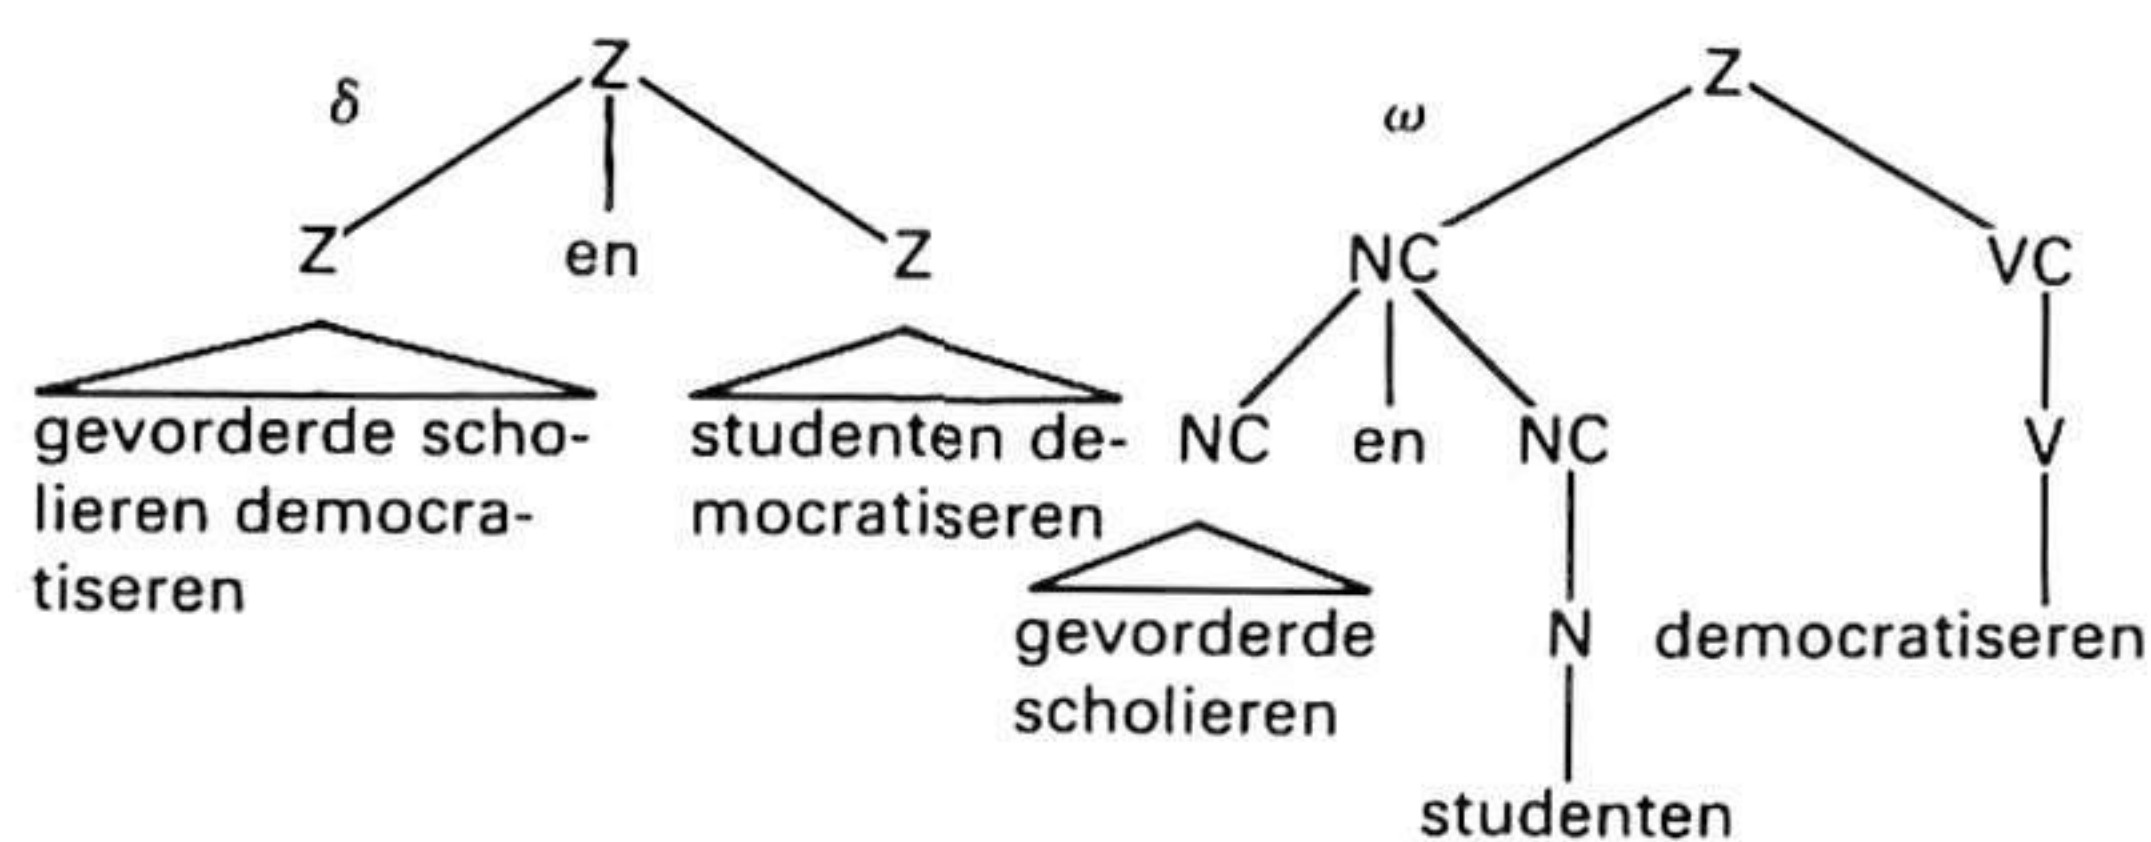 Z
δ
Z en Z
gevorderde scho-
lieren democra-
tiseren
studenten de-
mocratiseren
Z
ω
NC VC
NC en NC V
gevorderde
scholieren
N democratiseren
studenten